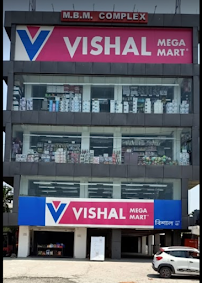 M.B.M. COMPLEX
VISHAL MEGA MART
VISHAL MEGA MART
विशाल